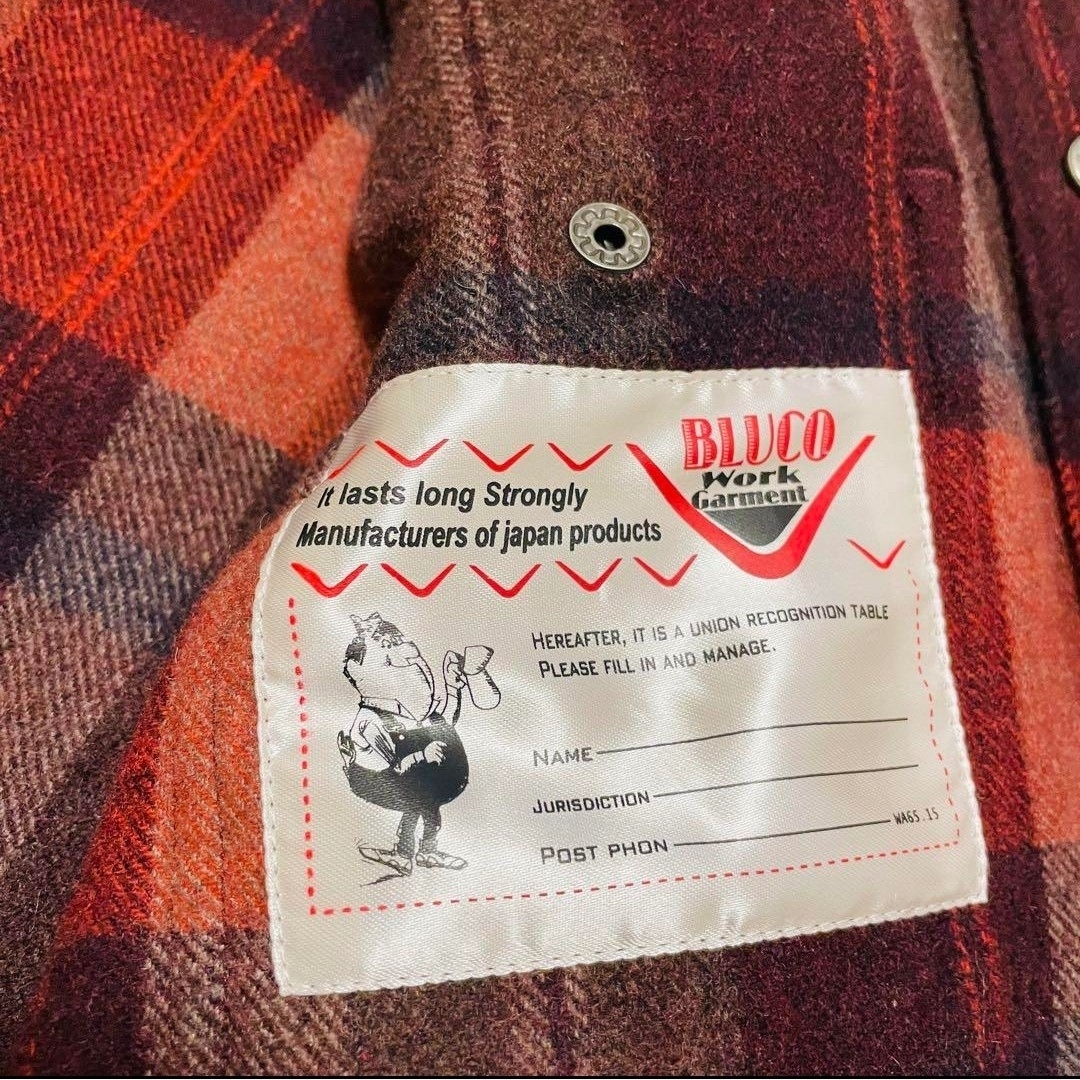 BLUCO
Work
Garment
It lasts long Strongly
Manufacturers of japan products
HEREAFTER, IT IS A UNION RECOGNITION TABLE
PLEASE FILL IN AND MANAGE.
NAME
JURISDICTION
POST PHON
WA65.15